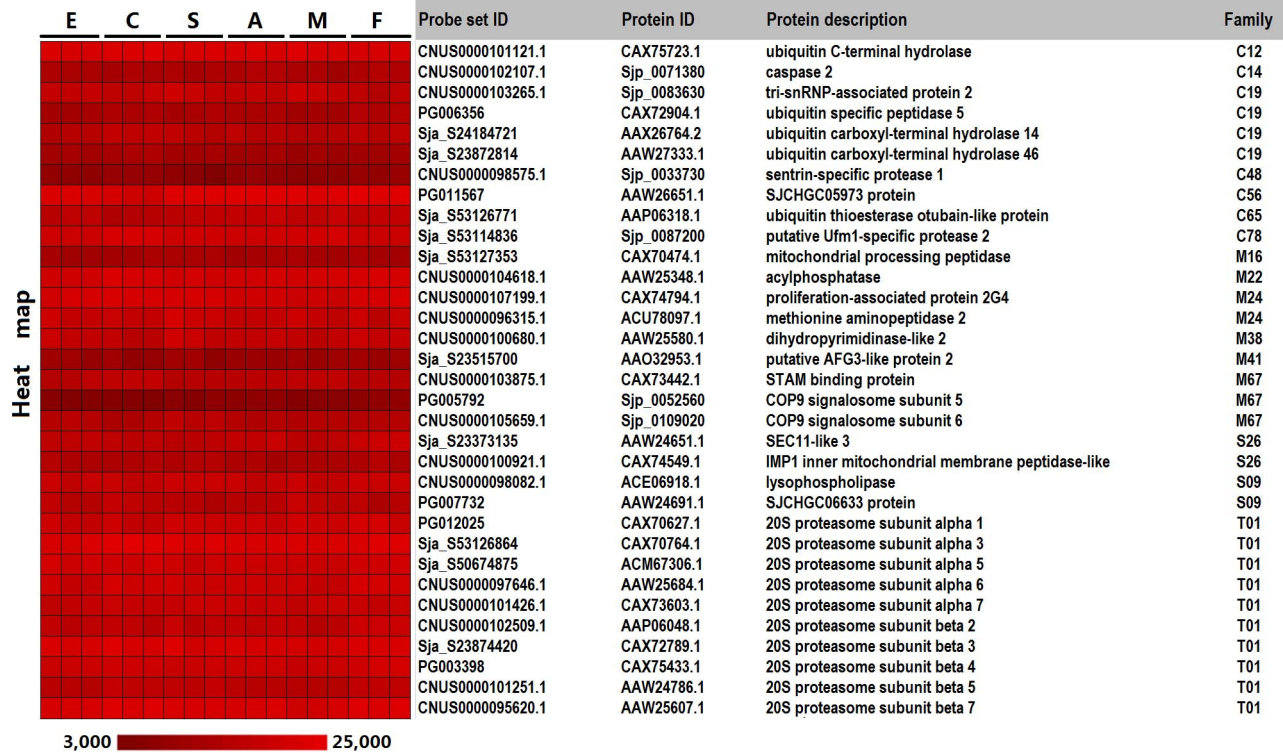 E C S A M F Probe set ID Protein ID Protein description Family
CNUS0000101121.1 CAX75723.1 ubiquitin C-terminal hydrolase C12
CNUS0000102107.1 Sjp_0071380 caspase 2 C14
CNUS0000103265.1 Sjp_0083630 tri-snRNP-associated protein 2 C19
PG006356 CAX72904.1 ubiquitin specific peptidase 5 C19
Sja_S24184721 AAX26764.2 ubiquitin carboxyl-terminal hydrolase 14 C19
Sja_S23872814 AAW27333.1 ubiquitin carboxyl-terminal hydrolase 46 C19
CNUS0000098575.1 Sjp_0033730 sentrin-specific protease 1 C48
PG011567 AAW26651.1 SJCHGC05973 protein C56
Sja_S53126771 AAP06318.1 ubiquitin thioesterase otubain-like protein C65
Sja_S53114836 Sjp_0087200 putative Ufm1-specific protease 2 C78
Sja_S53127353 CAX70474.1 mitochondrial processing peptidase M16
CNUS0000104618.1 AAW25348.1 acylphosphatase M22
CNUS0000107199.1 CAX74794.1 proliferation-associated protein 2G4 M24
CNUS0000096315.1 ACU78097.1 methionine aminopeptidase 2 M24
CNUS0000100680.1 AAW25580.1 dihydropyrimidinase-like 2 M38
Sja_S23515700 AAO32953.1 putative AFG3-like protein 2 M41
CNUS0000103875.1 CAX73442.1 STAM binding protein M67
PG005792 Sjp_0052560 COP9 signalosome subunit 5 M67
CNUS0000105659.1 Sjp_0109020 COP9 signalosome subunit 6 M67
Sja_S23373135 AAW24651.1 SEC11-like 3 S26
CNUS0000100921.1 CAX74549.1 IMP1 inner mitochondrial membrane peptidase-like S26
CNUS0000098082.1 ACE06918.1 lysophospholipase S09
PG007732 AAW24691.1 SJCHGC06633 protein S09
PG012025 CAX70627.1 20S proteasome subunit alpha 1 T01
Sja_S53126864 CAX70764.1 20S proteasome subunit alpha 3 T01
Sja_S50674875 ACM67306.1 20S proteasome subunit alpha 5 T01
CNUS0000097646.1 AAW25684.1 20S proteasome subunit alpha 6 T01
CNUS0000101426.1 CAX73603.1 20S proteasome subunit alpha 7 T01
CNUS0000102509.1 AAP06048.1 20S proteasome subunit beta 2 T01
Sja_S23874420 CAX72789.1 20S proteasome subunit beta 3 T01
PG003398 CAX75433.1 20S proteasome subunit beta 4 T01
CNUS0000101251.1 AAW24786.1 20S proteasome subunit beta 5 T01
CNUS0000095620.1 AAW25607.1 20S proteasome subunit beta 7 T01
Heat map
3,000 25,000